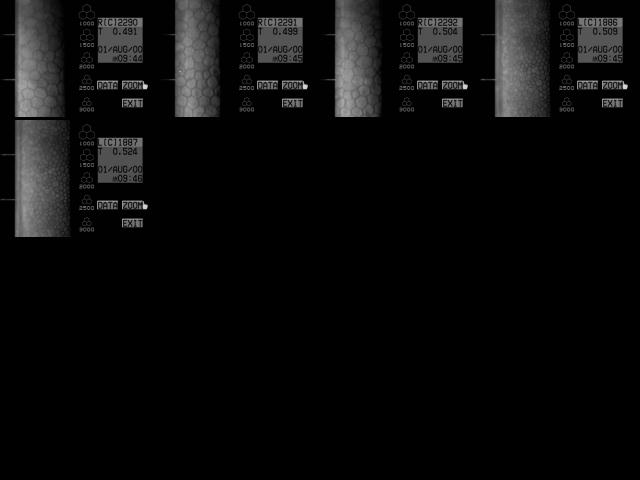 1000
R(C)2290
T 0.491
1500
01/AUG/00
09:44
2000
2500
DATA ZOOM
3000
EXIT
1000
R(C)2291
T 0.499
1500
01/AUG/00
09:45
2000
2500
DATA ZOOM
3000
EXIT
1000
R(C)2292
T 0.504
1500
01/AUG/00
09:45
2000
2500
DATA ZOOM
3000
EXIT
1000
L(C)1886
T 0.509
1500
01/AUG/00
09:45
2000
2500
DATA ZOOM
3000
EXIT
1000
L(C)1887
T 0.524
1500
01/AUG/00
09:46
2000
2500
DATA ZOOM
3000
EXIT